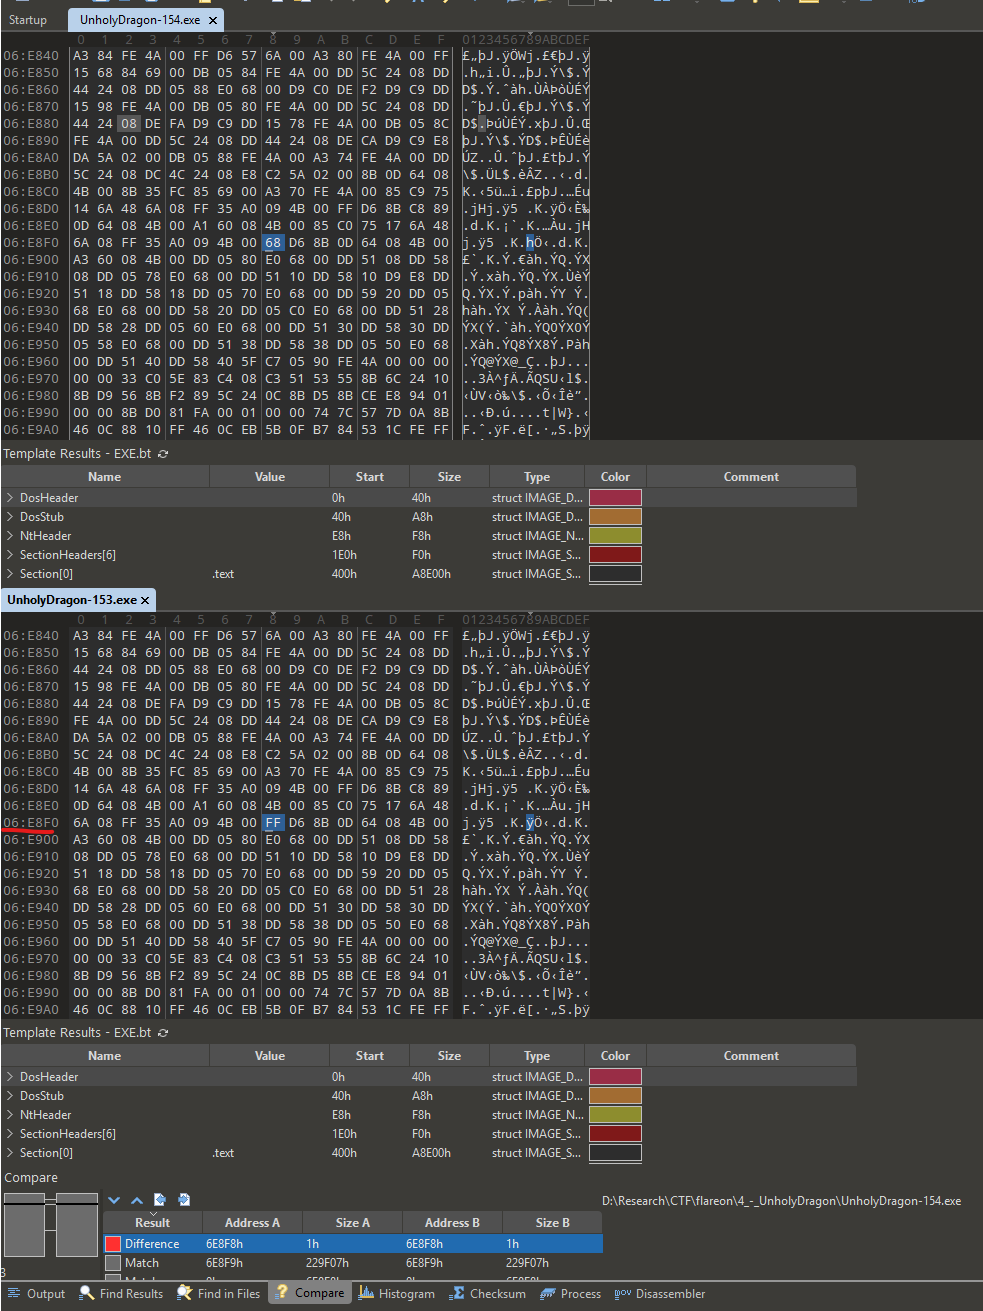 Startup UnholyDragon-154.exe ×
0 1 2 3 4 5 6 7 8 9 A B C D E F 0123456789ABCDEF
06:E840 A3 84 FE 4A 00 FF D6 57 6A 00 A3 80 FE 4A 00 FF £„þJ.ÿÖWj.£€þJ.ÿ
06:E850 15 68 84 69 00 DB 05 84 FE 4A 00 DD 5C 24 08 DD .h„i.Û.„þJ.Ý\$.Ý
06:E860 44 24 08 DD 05 88 E0 68 00 D9 C0 DE F2 D9 C9 DD D$.Ý.ˆàh.ÙÀÞòÙÉÝ
06:E870 15 98 FE 4A 00 DB 05 80 FE 4A 00 DD 5C 24 08 DD .˜þJ.Û.€þJ.Ý\$.Ý
06:E880 44 24 08 DE FA D9 C9 DD 15 78 FE 4A 00 DB 05 8C D$.ÞúÙÉÝ.xþJ.Û.Œ
06:E890 FE 4A 00 DD 5C 24 08 DD 44 24 08 DE CA D9 C9 E8 þJ.Ý\$.ÝD$.ÞÊÙÉè
06:E8A0 DA 5A 02 00 DB 05 88 FE 4A 00 A3 74 FE 4A 00 DD ÚZ..Û.ˆþJ.£tþJ.Ý
06:E8B0 5C 24 08 DC 4C 24 08 E8 C2 5A 02 00 8B 0D 64 08 \$.ÜL$.èÂZ..‹.d.
06:E8C0 4B 00 8B 35 FC 85 69 00 A3 70 FE 4A 00 85 C9 75 K.‹5ü…i.£pþJ.…Éu
06:E8D0 14 6A 48 6A 08 FF 35 A0 09 4B 00 FF D6 8B C8 89 .jHj.ÿ5 .K.ÿÖ‹È‰
06:E8E0 0D 64 08 4B 00 A1 60 08 4B 00 85 C0 75 17 6A 48 .d.K.¡`.K.…Àu.jH
06:E8F0 6A 08 FF 35 A0 09 4B 00 68 D6 8B 0D 64 08 4B 00 j.ÿ5 .K.hÖ‹.d.K.
06:E900 A3 60 08 4B 00 DD 05 80 E0 68 00 DD 51 08 DD 58 £`.K.Ý.€àh.ÝQ.ÝX
06:E910 08 DD 05 78 E0 68 00 DD 51 10 DD 58 10 D9 E8 DD .Ý.xàh.ÝQ.ÝX.ÙèÝ
06:E920 51 18 DD 58 18 DD 05 70 E0 68 00 DD 59 20 DD 05 Q.ÝX.Ý.pàh.ÝY Ý.
06:E930 68 E0 68 00 DD 58 20 DD 05 C0 E0 68 00 DD 51 28 hàh.ÝX Ý.Ààh.ÝQ(
06:E940 DD 58 28 DD 05 60 E0 68 00 DD 51 30 DD 58 30 DD ÝX(Ý.`àh.ÝQ0ÝX0Ý
06:E950 05 58 E0 68 00 DD 51 38 DD 58 38 DD 05 50 E0 68 .Xàh.ÝQ8ÝX8Ý.Pàh
06:E960 00 DD 51 40 DD 58 40 5F C7 05 90 FE 4A 00 00 00 .ÝQ@ÝX@_Ç..þJ...
06:E970 00 00 33 C0 5E 83 C4 08 C3 51 53 55 8B 6C 24 10 ..3À^ƒÄ.ÃQSU‹l$.
06:E980 8B D9 56 8B F2 89 5C 24 0C 8B D5 8B CE E8 94 01 ‹ÙV‹ò‰\$.‹Õ‹Îè”.
06:E990 00 00 8B D0 81 FA 00 01 00 00 74 7C 57 7D 0A 8B ..‹Ð.ú....t|W}.‹
06:E9A0 46 0C 88 10 FF 46 0C EB 5B 0F B7 84 53 1C FE FF F.ˆ.ÿF.ë[.·„S.þÿ
Template Results - EXE.bt
Name Value Start Size Type Color Comment
> DosHeader 0h 40h struct IMAGE_D...
> DosStub 40h A8h struct IMAGE_D...
> NtHeader E8h F8h struct IMAGE_N...
> SectionHeaders[6] 1E0h F0h struct IMAGE_S...
> Section[0] .text 400h A8E00h struct IMAGE_S...
UnholyDragon-153.exe ×
0 1 2 3 4 5 6 7 8 9 A B C D E F 0123456789ABCDEF
06:E840 A3 84 FE 4A 00 FF D6 57 6A 00 A3 80 FE 4A 00 FF £„þJ.ÿÖWj.£€þJ.ÿ
06:E850 15 68 84 69 00 DB 05 84 FE 4A 00 DD 5C 24 08 DD .h„i.Û.„þJ.Ý\$.Ý
06:E860 44 24 08 DD 05 88 E0 68 00 D9 C0 DE F2 D9 C9 DD D$.Ý.ˆàh.ÙÀÞòÙÉÝ
06:E870 15 98 FE 4A 00 DB 05 80 FE 4A 00 DD 5C 24 08 DD .˜þJ.Û.€þJ.Ý\$.Ý
06:E880 44 24 08 DE FA D9 C9 DD 15 78 FE 4A 00 DB 05 8C D$.ÞúÙÉÝ.xþJ.Û.Œ
06:E890 FE 4A 00 DD 5C 24 08 DD 44 24 08 DE CA D9 C9 E8 þJ.Ý\$.ÝD$.ÞÊÙÉè
06:E8A0 DA 5A 02 00 DB 05 88 FE 4A 00 A3 74 FE 4A 00 DD ÚZ..Û.ˆþJ.£tþJ.Ý
06:E8B0 5C 24 08 DC 4C 24 08 E8 C2 5A 02 00 8B 0D 64 08 \$.ÜL$.èÂZ..‹.d.
06:E8C0 4B 00 8B 35 FC 85 69 00 A3 70 FE 4A 00 85 C9 75 K.‹5ü…i.£pþJ.…Éu
06:E8D0 14 6A 48 6A 08 FF 35 A0 09 4B 00 FF D6 8B C8 89 .jHj.ÿ5 .K.ÿÖ‹È‰
06:E8E0 0D 64 08 4B 00 A1 60 08 4B 00 85 C0 75 17 6A 48 .d.K.¡`.K.…Àu.jH
06:E8F0 6A 08 FF 35 A0 09 4B 00 FF D6 8B 0D 64 08 4B 00 j.ÿ5 .K.ÿÖ‹.d.K.
06:E900 A3 60 08 4B 00 DD 05 80 E0 68 00 DD 51 08 DD 58 £`.K.Ý.€àh.ÝQ.ÝX
06:E910 08 DD 05 78 E0 68 00 DD 51 10 DD 58 10 D9 E8 DD .Ý.xàh.ÝQ.ÝX.ÙèÝ
06:E920 51 18 DD 58 18 DD 05 70 E0 68 00 DD 59 20 DD 05 Q.ÝX.Ý.pàh.ÝY Ý.
06:E930 68 E0 68 00 DD 58 20 DD 05 C0 E0 68 00 DD 51 28 hàh.ÝX Ý.Ààh.ÝQ(
06:E940 DD 58 28 DD 05 60 E0 68 00 DD 51 30 DD 58 30 DD ÝX(Ý.`àh.ÝQ0ÝX0Ý
06:E950 05 58 E0 68 00 DD 51 38 DD 58 38 DD 05 50 E0 68 .Xàh.ÝQ8ÝX8Ý.Pàh
06:E960 00 DD 51 40 DD 58 40 5F C7 05 90 FE 4A 00 00 00 .ÝQ@ÝX@_Ç..þJ...
06:E970 00 00 33 C0 5E 83 C4 08 C3 51 53 55 8B 6C 24 10 ..3À^ƒÄ.ÃQSU‹l$.
06:E980 8B D9 56 8B F2 89 5C 24 0C 8B D5 8B CE E8 94 01 ‹ÙV‹ò‰\$.‹Õ‹Îè”.
06:E990 00 00 8B D0 81 FA 00 01 00 00 74 7C 57 7D 0A 8B ..‹Ð.ú....t|W}.‹
06:E9A0 46 0C 88 10 FF 46 0C EB 5B 0F B7 84 53 1C FE FF F.ˆ.ÿF.ë[.·„S.þÿ
Template Results - EXE.bt
Name Value Start Size Type Color Comment
> DosHeader 0h 40h struct IMAGE_D...
> DosStub 40h A8h struct IMAGE_D...
> NtHeader E8h F8h struct IMAGE_N...
> SectionHeaders[6] 1E0h F0h struct IMAGE_S...
> Section[0] .text 400h A8E00h struct IMAGE_S...
Compare
D:\Research\CTF\flareon\4_-_UnholyDragon\UnholyDragon-154.exe
Result Address A Size A Address B Size B
Difference 6E8F8h 1h 6E8F8h 1h
Match 6E8F9h 229F07h 6E8F9h 229F07h
Output Find Results Find in Files Compare Histogram Checksum Process Disassembler